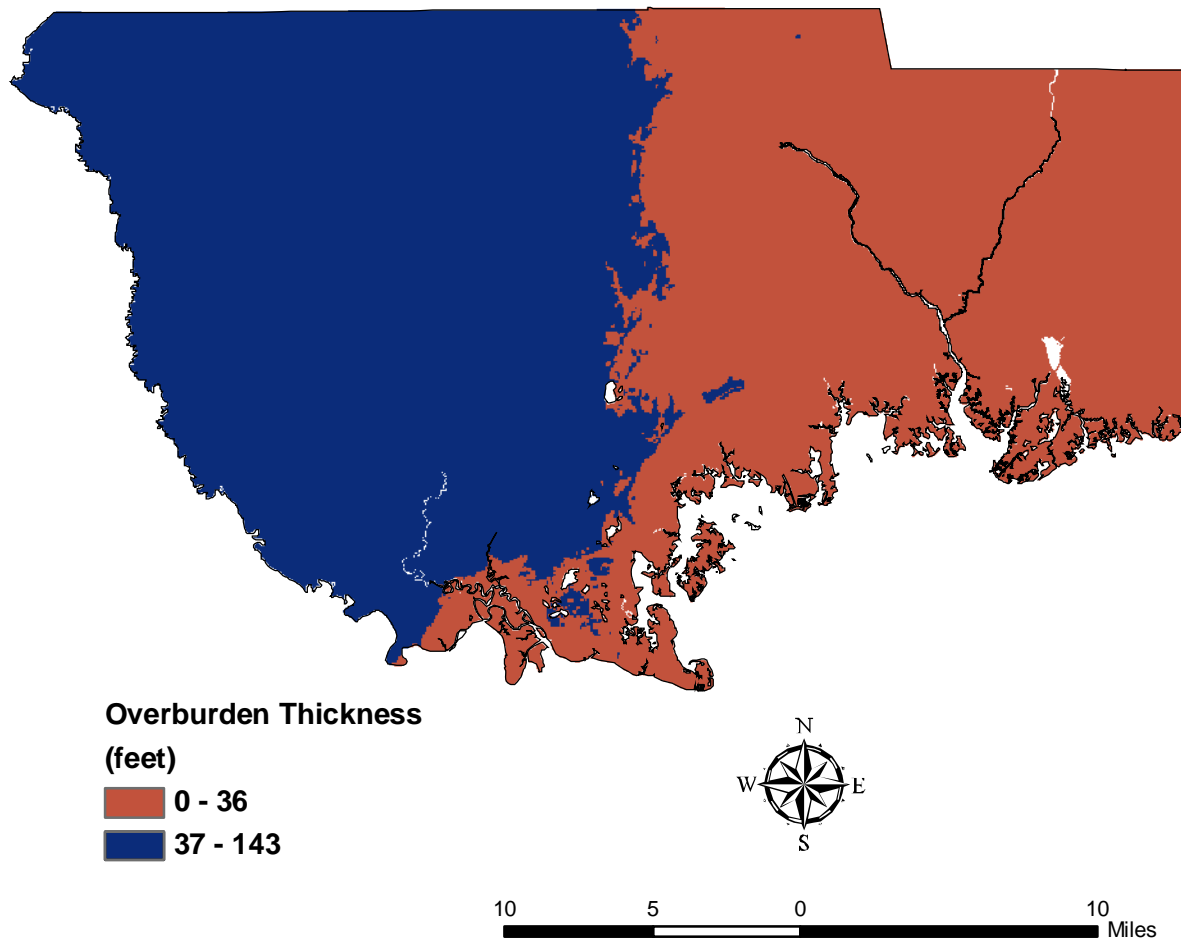 Overburden Thickness
(feet)
0 - 36
37 - 143
N
W E
S
10 5 0 10
Miles